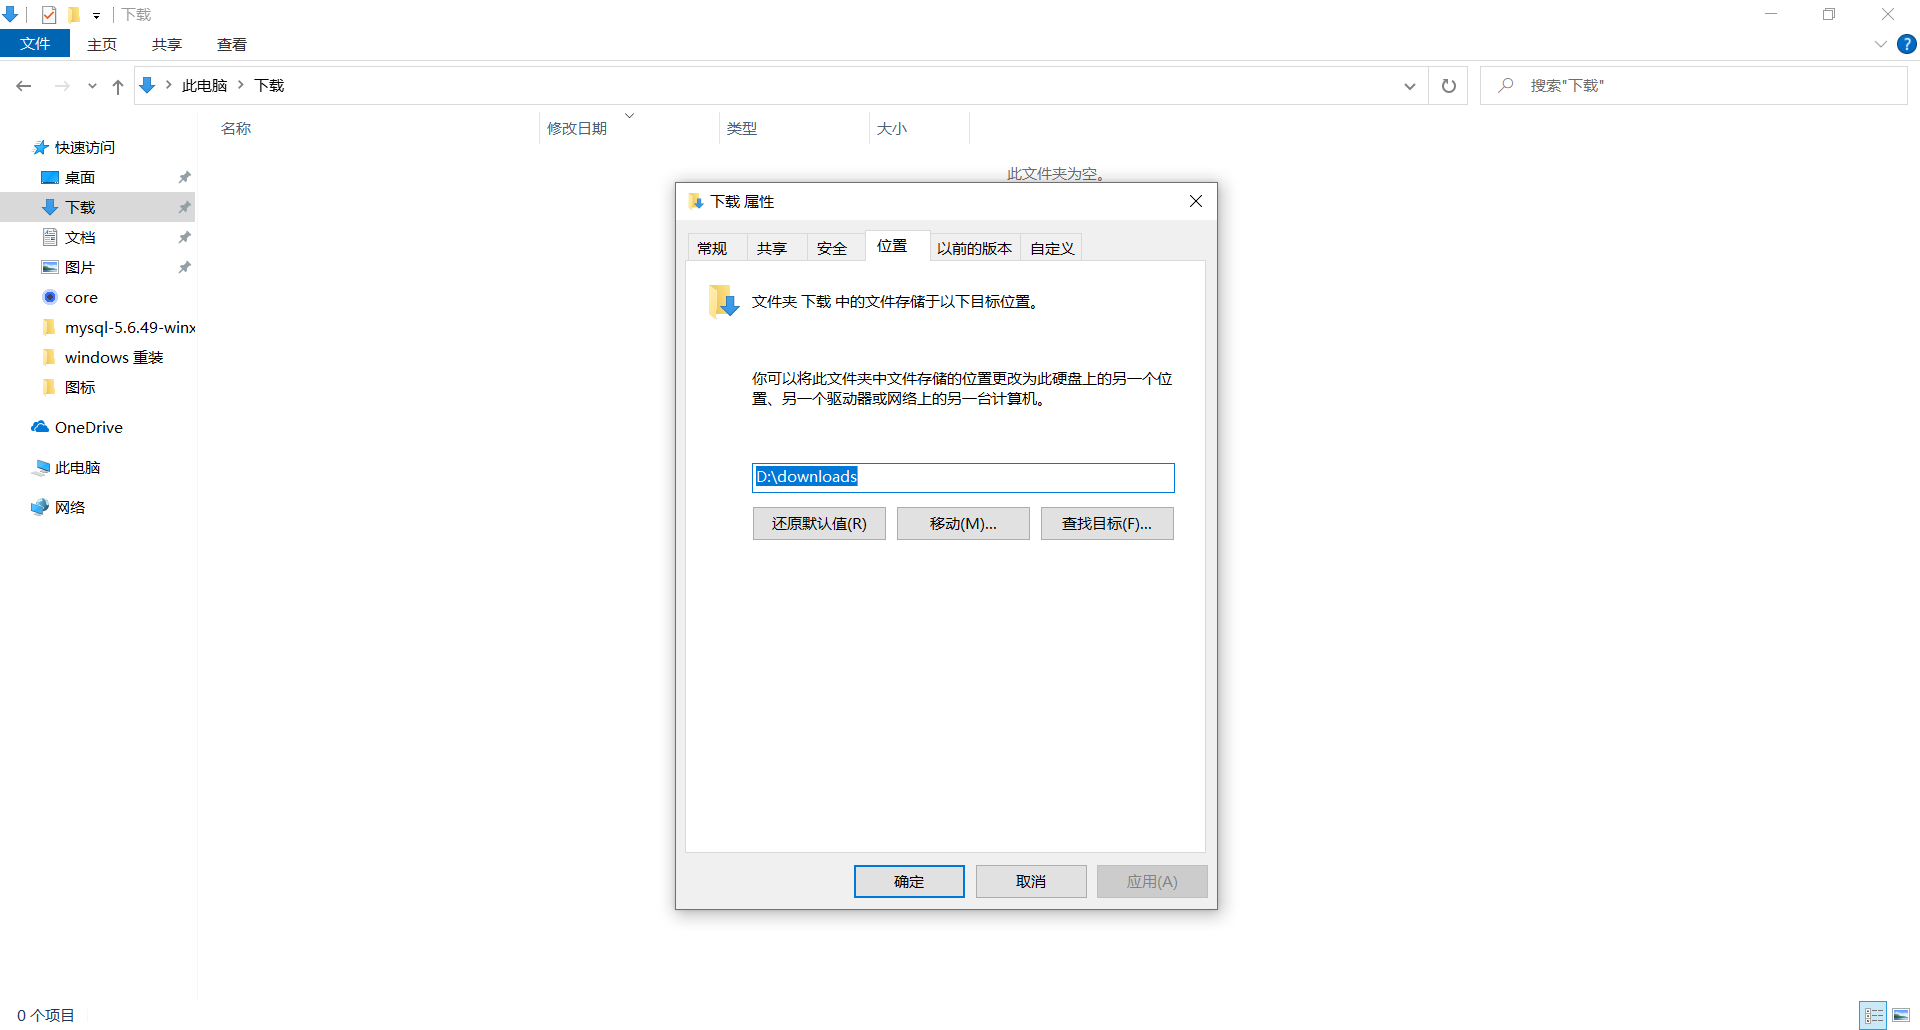 下载
文件 主页 共享 查看
此电脑 下载 搜索"下载"
名称 修改日期 类型 大小
此文件夹为空。
快速访问
桌面
下载
文档
图片
core
mysql-5.6.49-winx
windows 重装
图标
OneDrive
此电脑
网络
下载 属性
常规 共享 安全 位置 以前的版本 自定义
文件夹 下载 中的文件存储于以下目标位置。
你可以将此文件夹中文件存储的位置更改为此硬盘上的另一个位
置、另一个驱动器或网络上的另一台计算机。
D:\downloads
还原默认值(R) 移动(M)... 查找目标(F)...
确定 取消 应用(A)
0 个项目